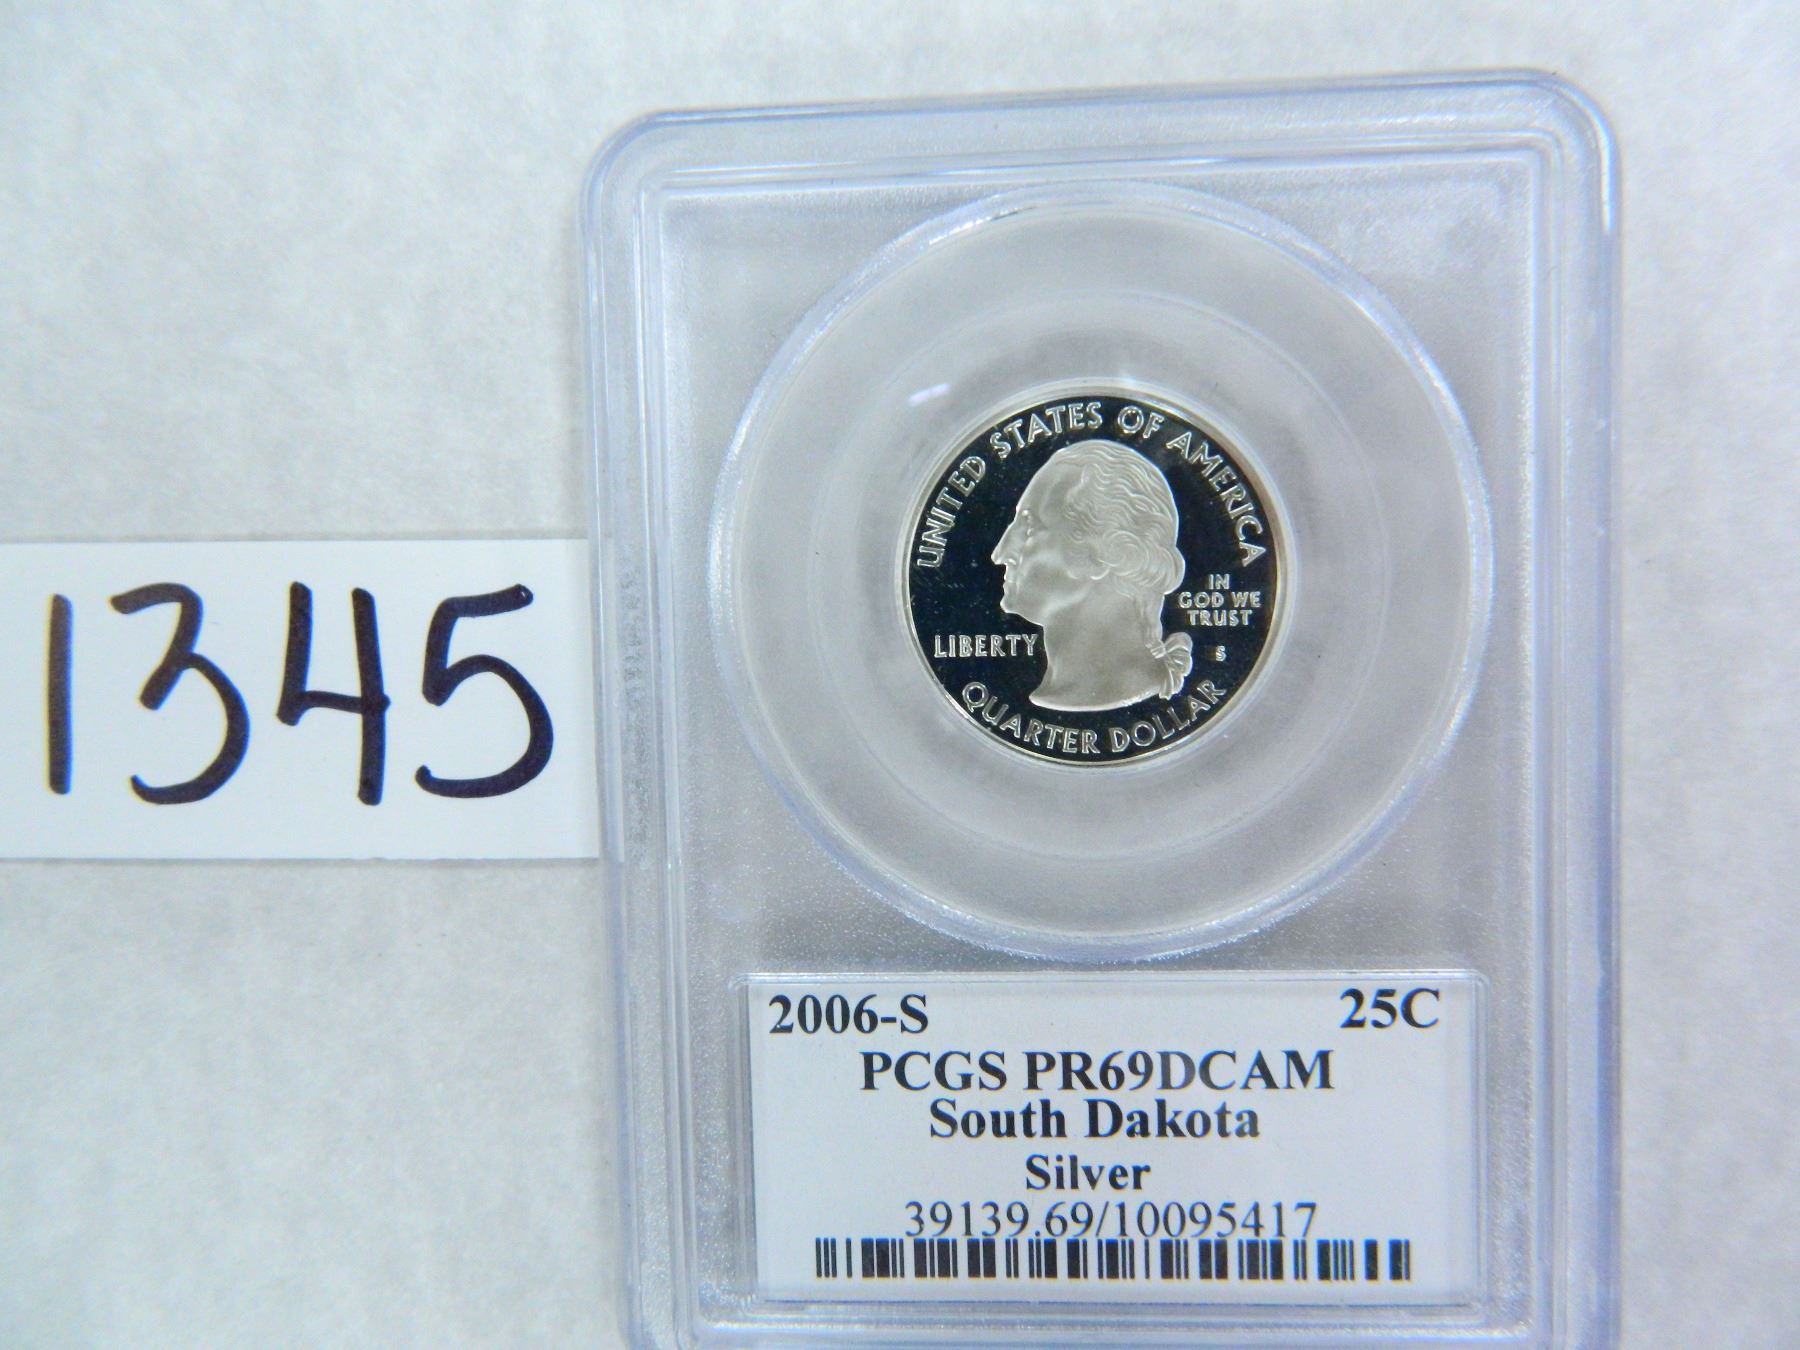 1345
UNITED STATES OF AMERICA
IN
GOD WE
TRUST
LIBERTY
S
QUARTER DOLLAR
2006-S 25C
PCGS PR69DCAM
South Dakota
Silver
39139.69/10095417